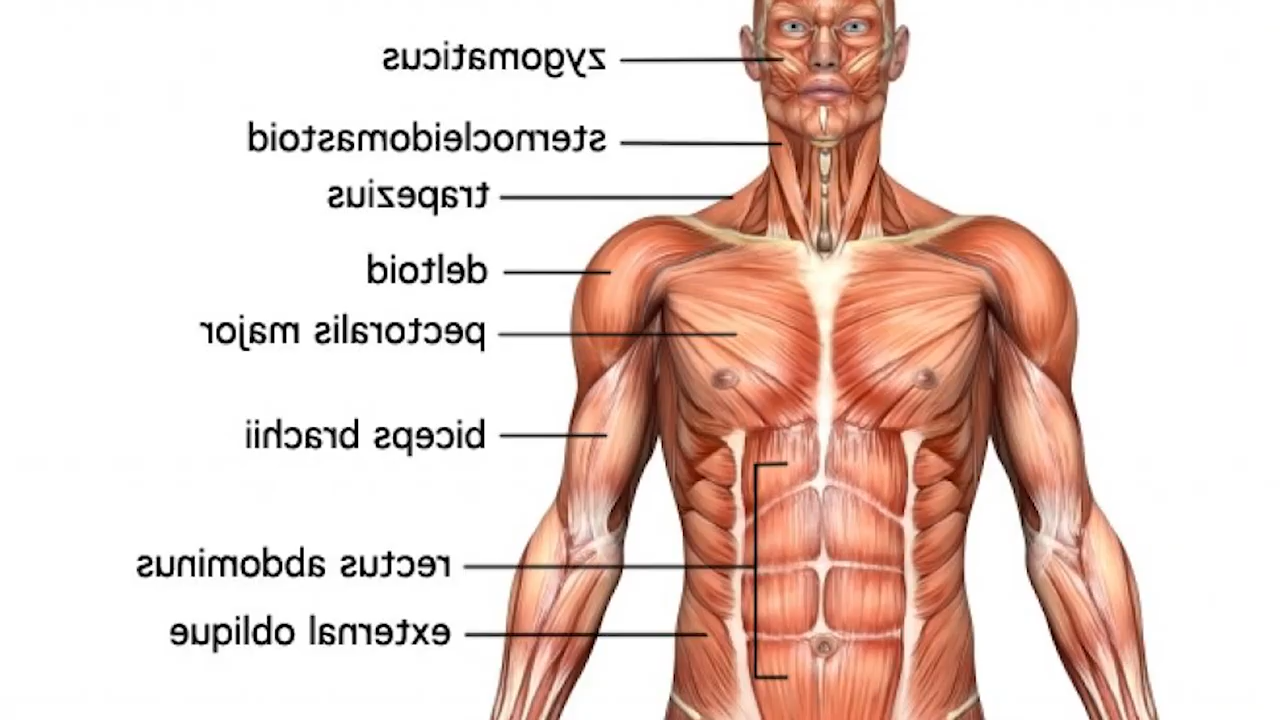 zygomaticus
sternocleidomastoid
trapezius
deltoid
pectoralis major
biceps brachii
rectus abdominus
external oblique